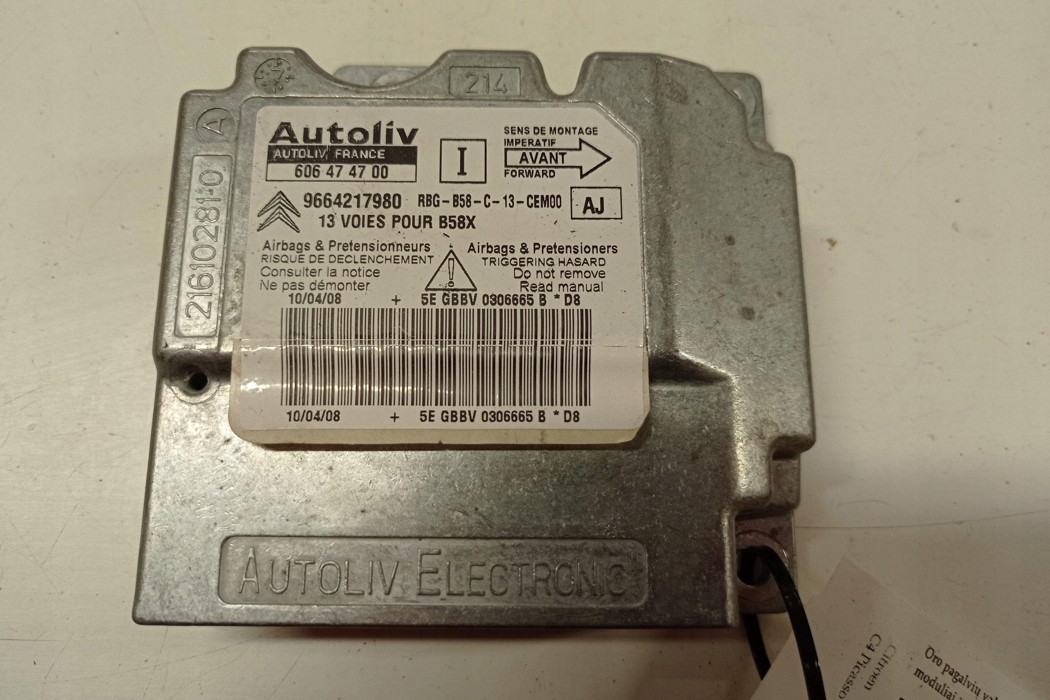 214
A
21610281-0
Autoliv
AUTOLIV FRANCE
606 47 47 00
I
SENS DE MONTAGE
IMPERATIF
AVANT
FORWARD
9664217980 RBG-B58-C-13-CEM00 AJ
13 VOIES POUR B58X
Airbags & Pretensionneurs
RISQUE DE DECLENCHEMENT
Consulter la notice
Ne pas démonter
Airbags & Pretensioners
TRIGGERING HASARD
Do not remove
Read manual
10/04/08 + 5E GBBV 0306665 B * D8
10/04/08 + 5E GBBV 0306665 B * D8
AUTOLIV ELECTRONIC
Oro pagalvių
moduliai
Citroen
C4 Picasso